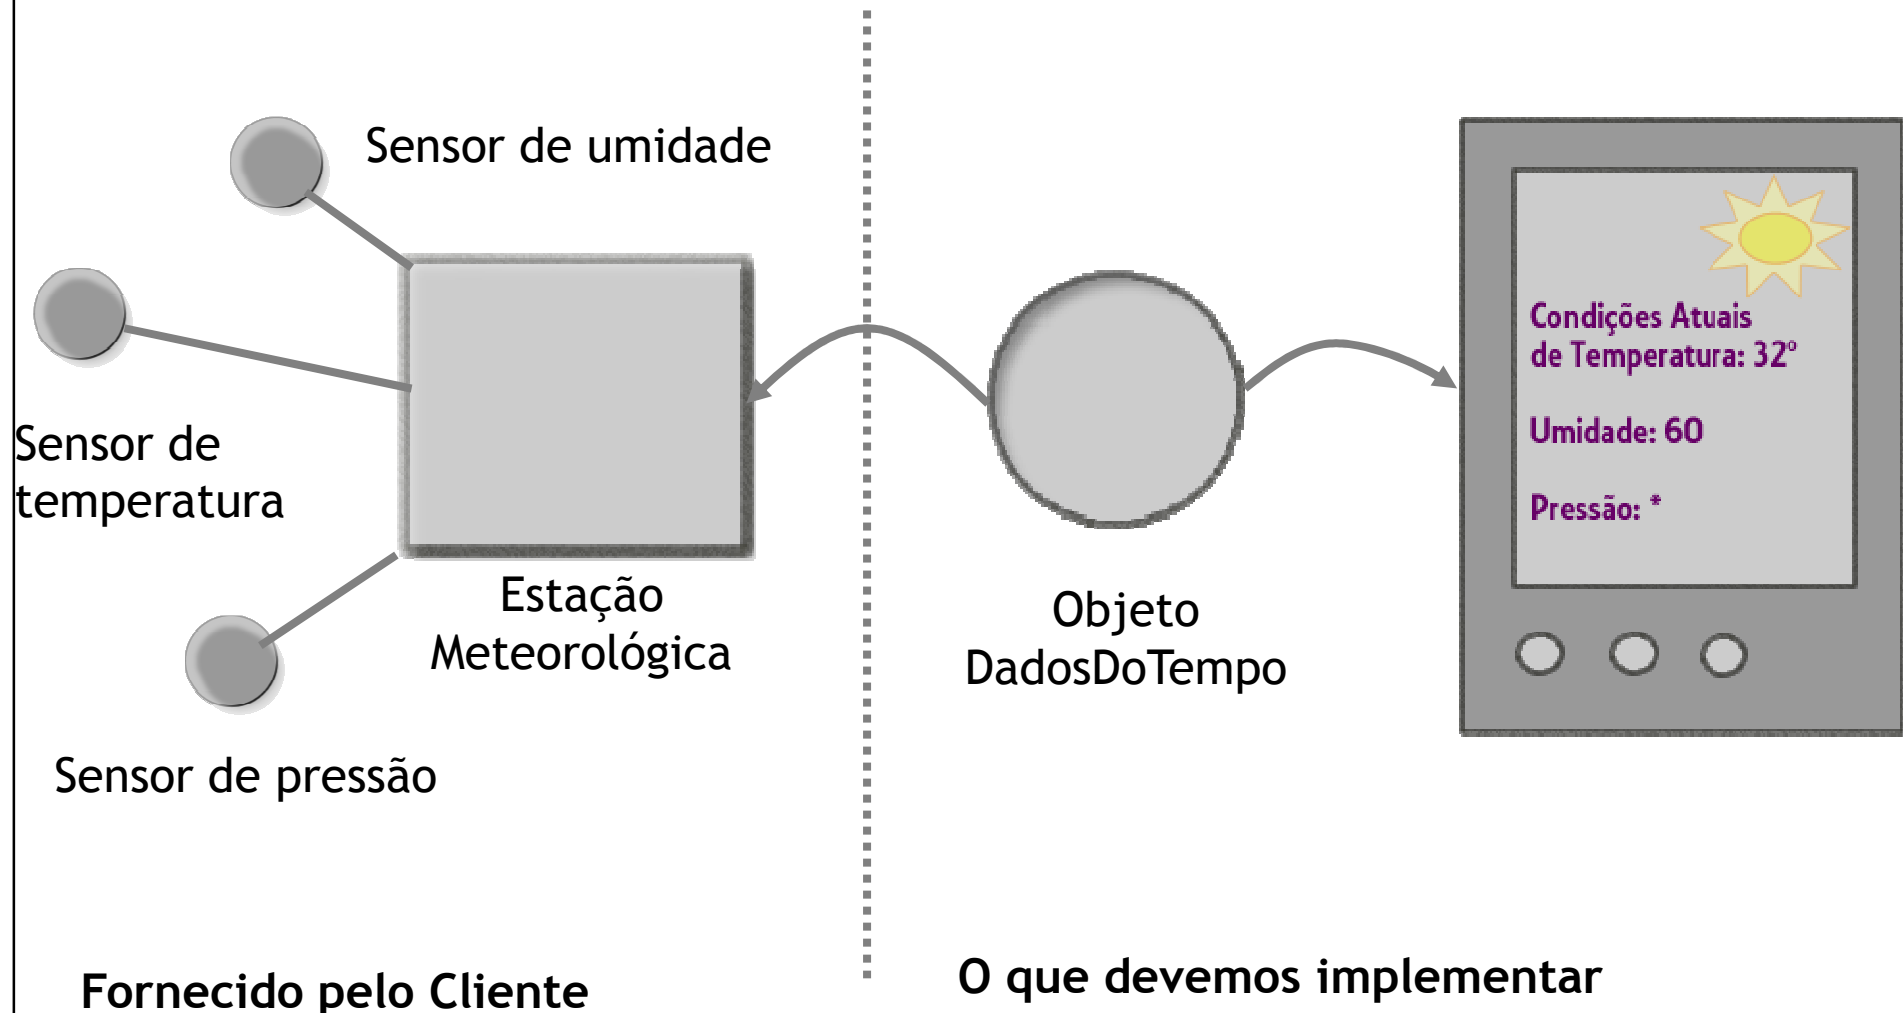 Sensor de umidade
Sensor de
temperatura
Sensor de pressão
Estação
Meteorológica
Fornecido pelo Cliente
Objeto
DadosDoTempo
Condições Atuais
de Temperatura: 32º
Umidade: 60
Pressão: *
O que devemos implementar